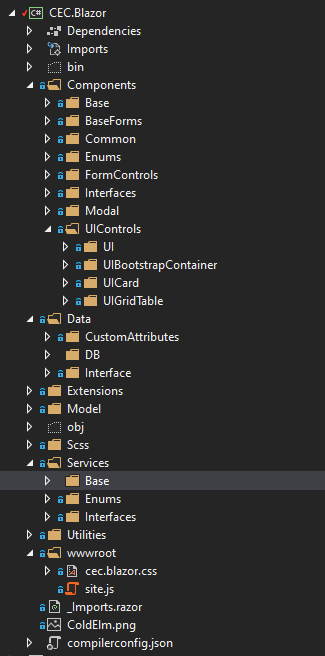 C# CEC.Blazor
Dependencies
Imports
bin
Components
Base
BaseForms
Common
Enums
FormControls
Interfaces
Modal
UIControls
UI
UIBootstrapContainer
UICard
UIGridTable
Data
CustomAttributes
DB
Interface
Extensions
Model
obj
Scss
Services
Base
Enums
Interfaces
Utilities
wwwroot
cec.blazor.css
site.js
_Imports.razor
ColdElm.png
compilerconfig.json